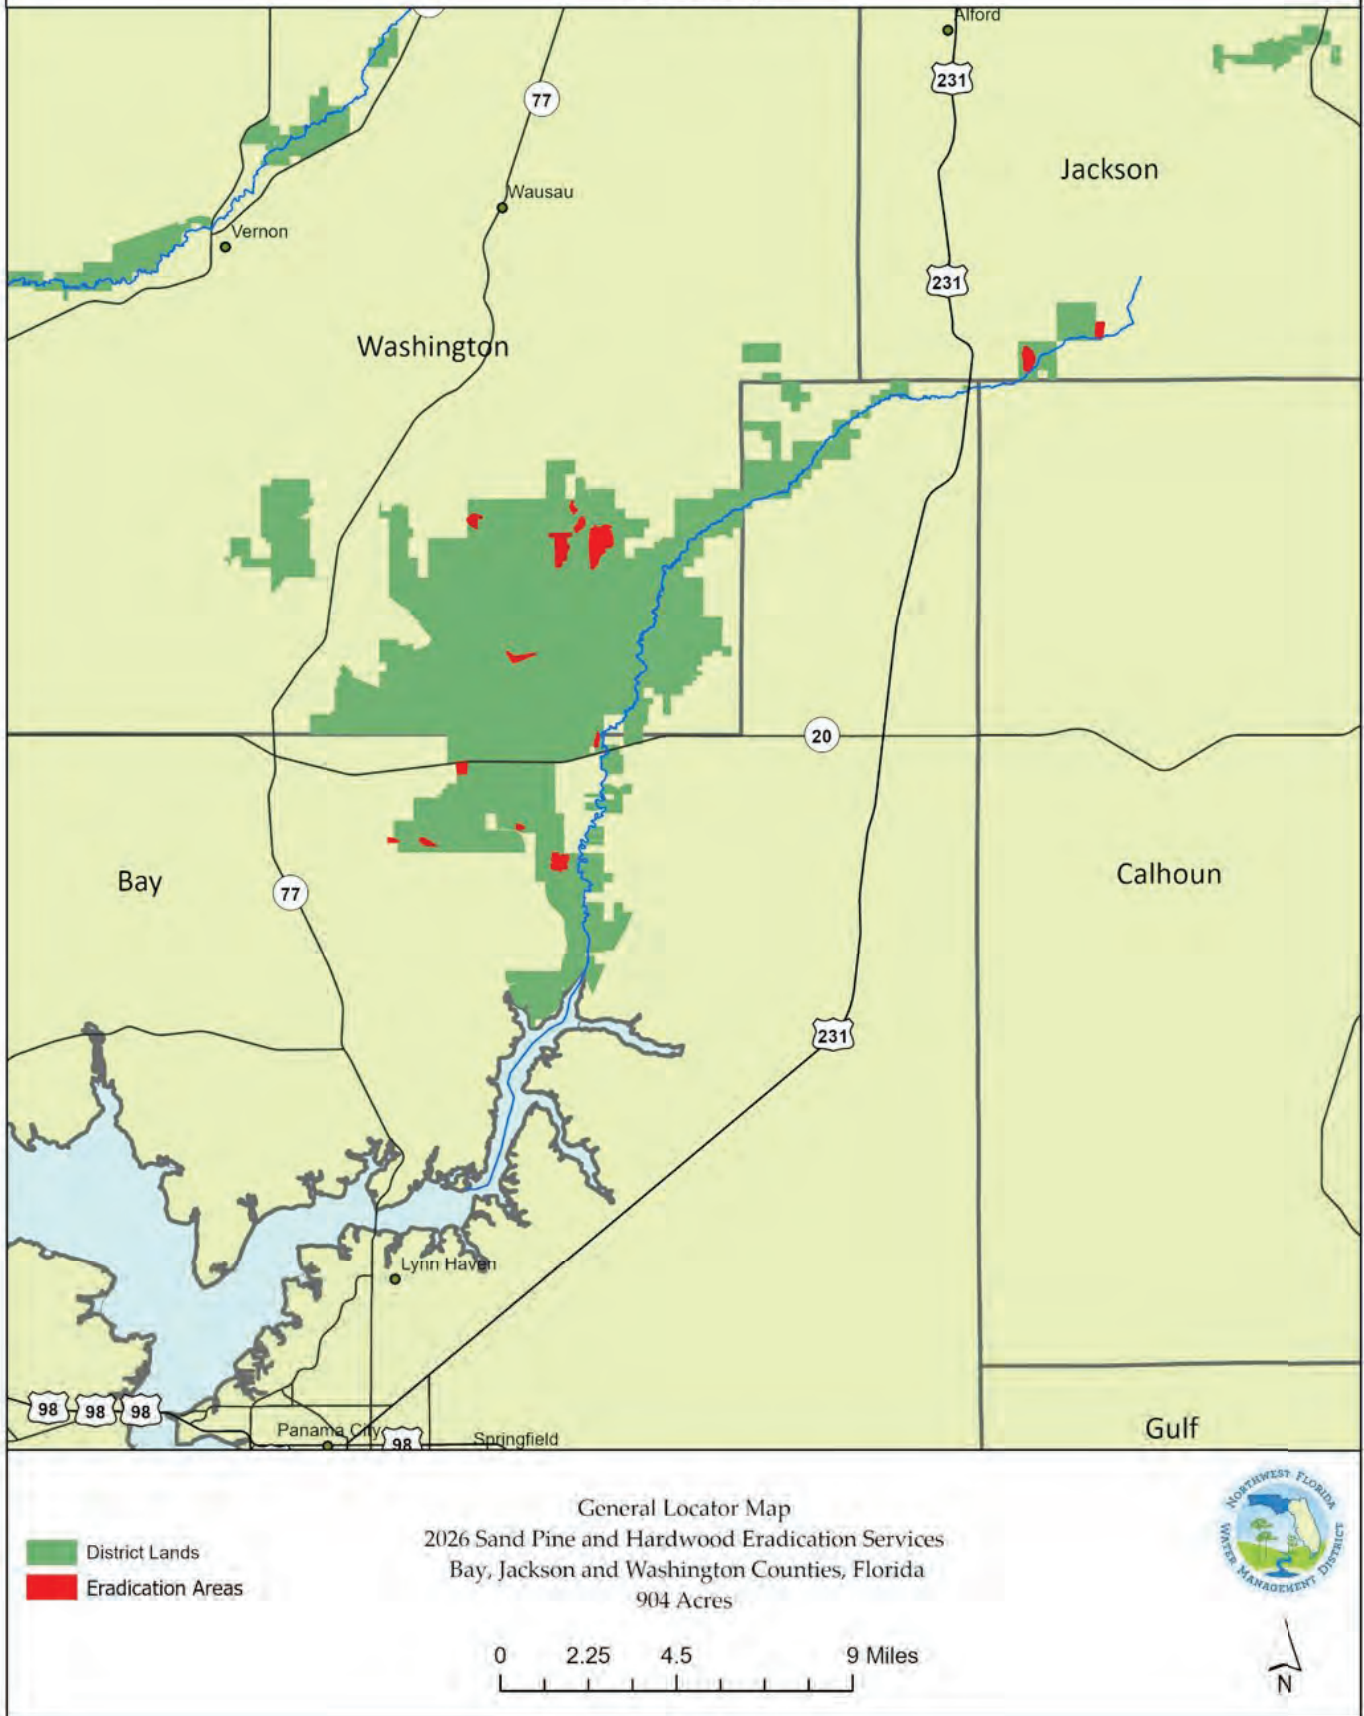 Alford
231
77
Jackson
Wausau
Vernon
231
Washington
20
Bay
77
Calhoun
231
Lynn Haven
98
98
98
Panama City
98
Springfield
Gulf
General Locator Map
2026 Sand Pine and Hardwood Eradication Services
Bay, Jackson and Washington Counties, Florida
904 Acres
District Lands
Eradication Areas
0 2.25 4.5 9 Miles
NORTHWEST FLORIDA
WATER MANAGEMENT DISTRICT
N